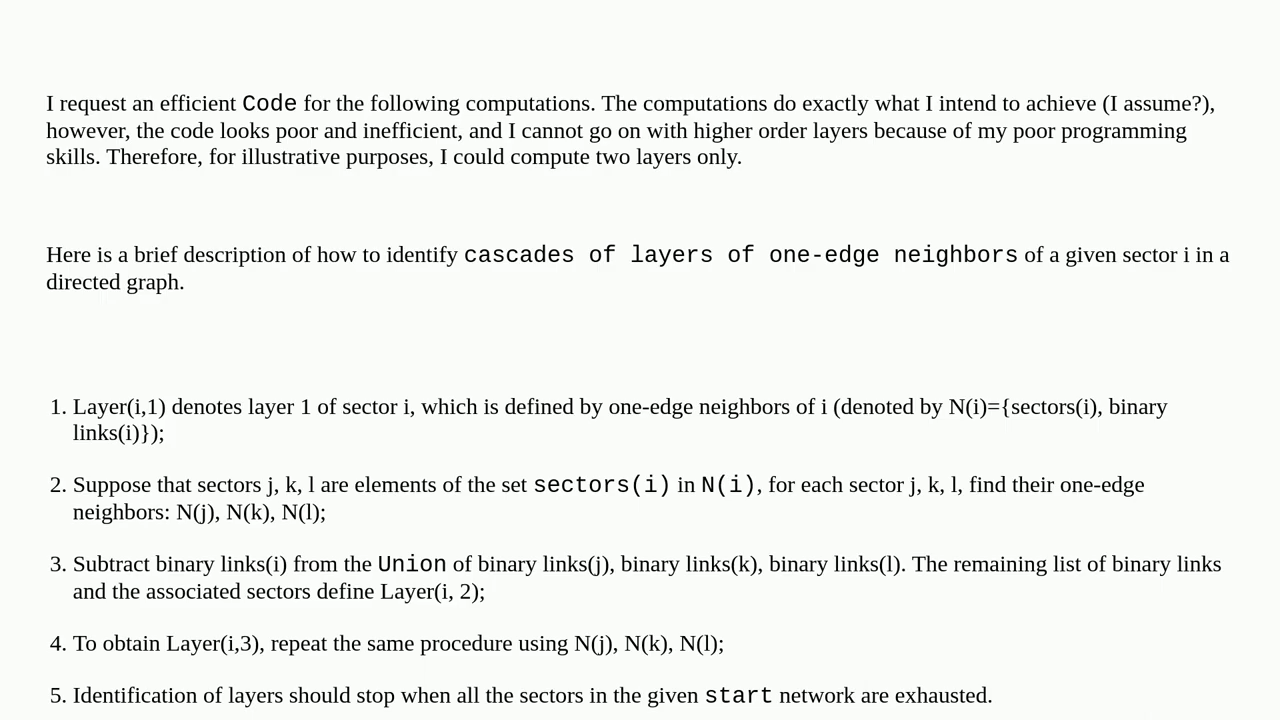 I request an efficient Code for the following computations. The computations do exactly what I intend to achieve (I assume?),
however, the code looks poor and inefficient, and I cannot go on with higher order layers because of my poor programming
skills. Therefore, for illustrative purposes, I could compute two layers only.
Here is a brief description of how to identify cascades of layers of one-edge neighbors of a given sector i in a
directed graph.
1. Layer(i,1) denotes layer 1 of sector i, which is defined by one-edge neighbors of i (denoted by N(i)={sectors(i), binary
links(i)});
2. Suppose that sectors j, k, l are elements of the set sectors(i) in N(i), for each sector j, k, l, find their one-edge
neighbors: N(j), N(k), N(l);
3. Subtract binary links(i) from the Union of binary links(j), binary links(k), binary links(l). The remaining list of binary links
and the associated sectors define Layer(i, 2);
4. To obtain Layer(i,3), repeat the same procedure using N(j), N(k), N(l);
5. Identification of layers should stop when all the sectors in the given start network are exhausted.